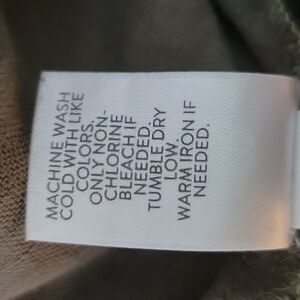 MACHINE WASH
COLD WITH LIKE
COLORS.
ONLY NON-
CHLORINE
BLEACH IF
NEEDED.
TUMBLE DRY
LOW.
WARM IRON IF
NEEDED.